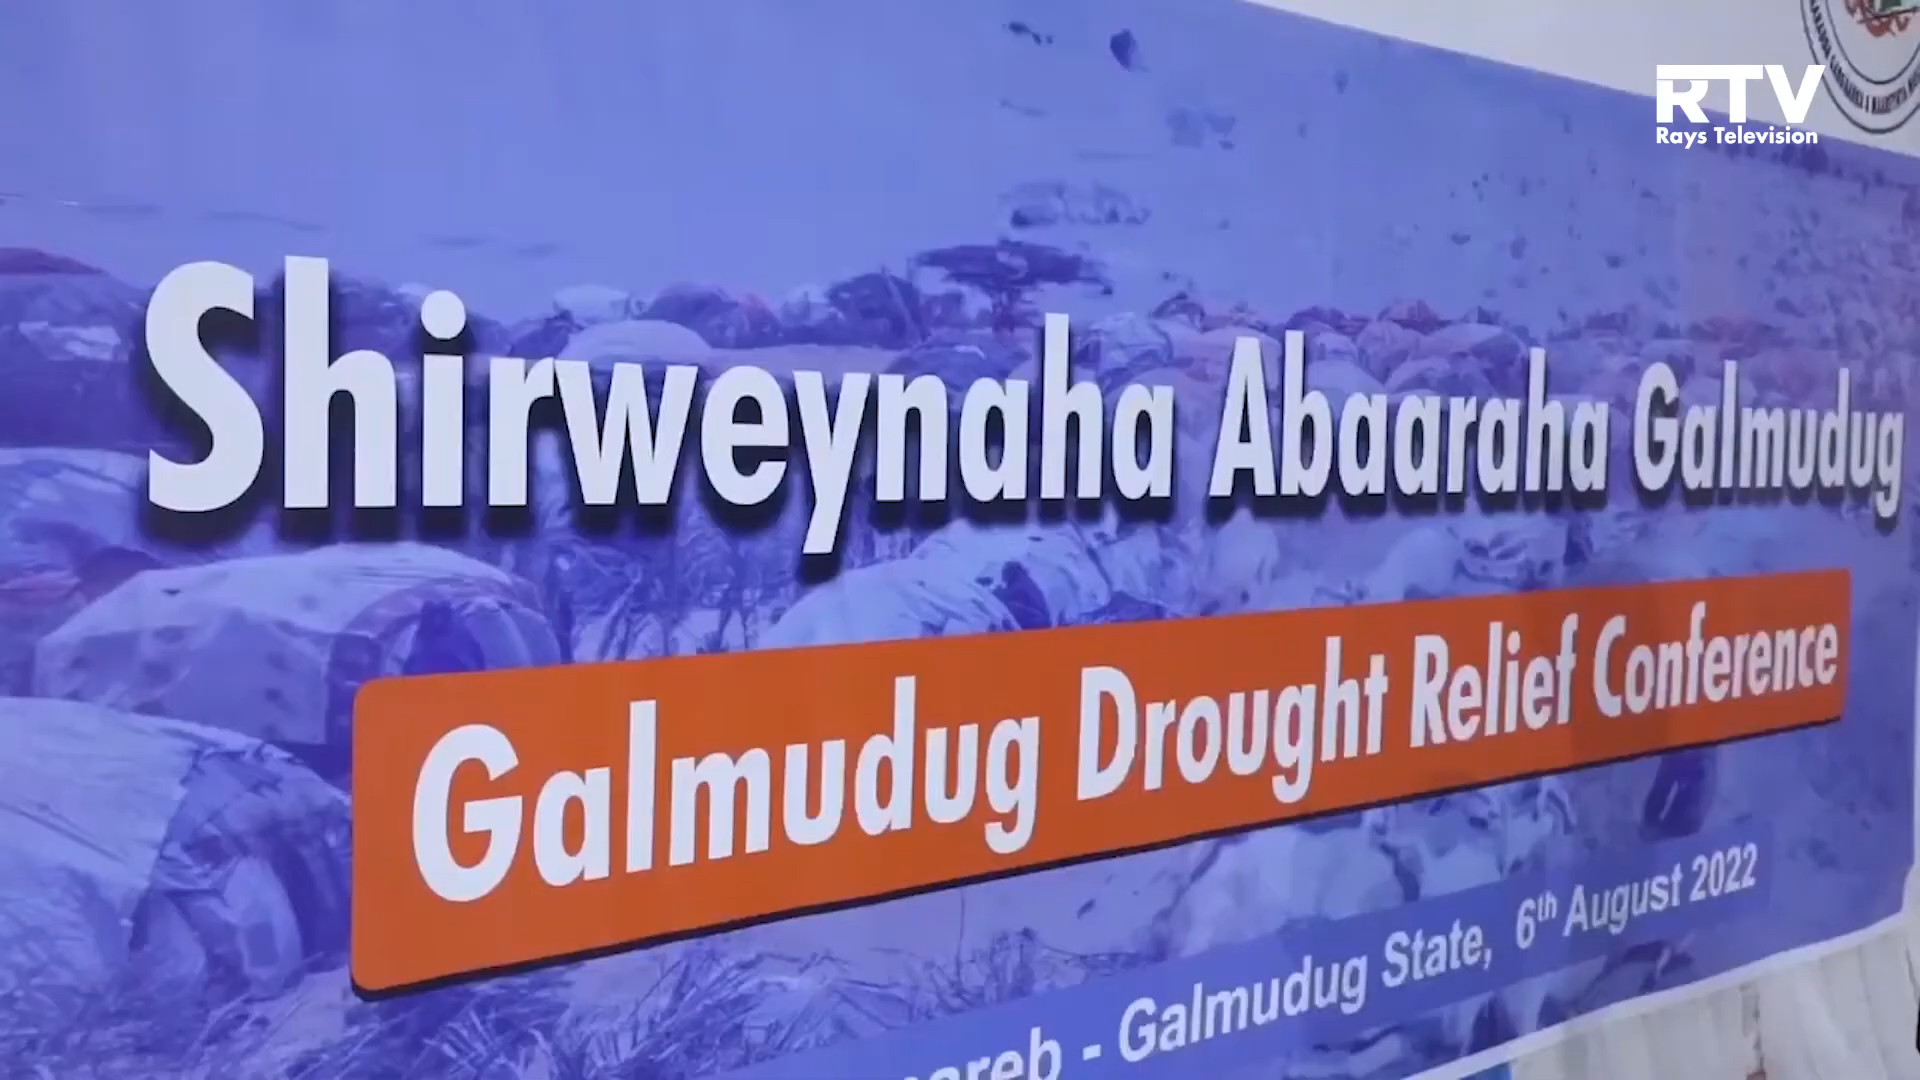 RTV
Rays Television
Shirweynaha Abaaraha Galmudug
Galmudug Drought Relief Conference
- Galmudug State, 6th August 2022